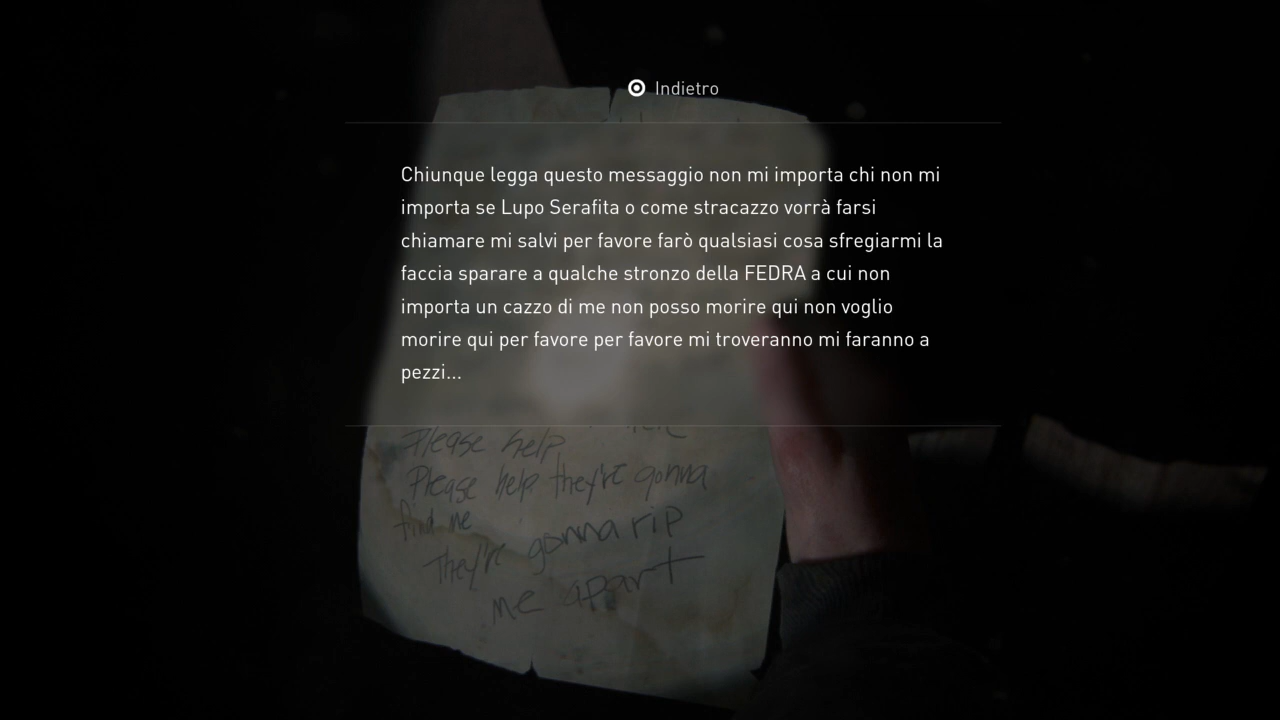 Indietro
Chiunque legga questo messaggio non mi importa chi non mi
importa se Lupo Serafita o come stracazzo vorrà farsi
chiamare mi salvi per favore farò qualsiasi cosa sfregiarmi la
faccia sparare a qualche stronzo della FEDRA a cui non
importa un cazzo di me non posso morire qui non voglio
morire qui per favore per favore mi troveranno mi faranno a
pezzi...
Please help
Please help they're gonna
find me
They're gonna rip
me apart